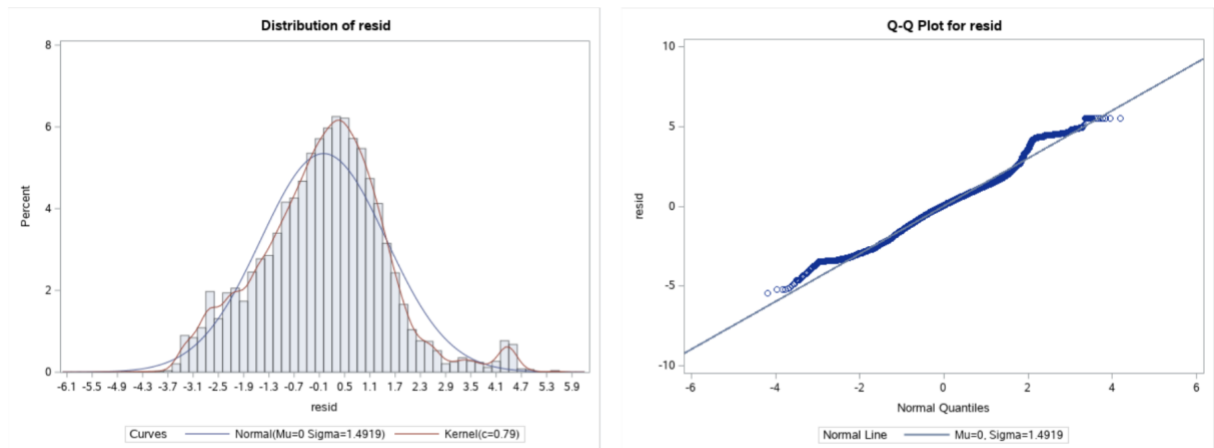 Distribution of resid
8
6
4
2
0
Percent
-6.1 -5.5 -4.9 -4.3 -3.7 -3.1 -2.5 -1.9 -1.3 -0.7 -0.1 0.5 1.1 1.7 2.3 2.9 3.5 4.1 4.7 5.3 5.9
resid
Curves Normal(Mu=0 Sigma=1.4919) Kernel(c=0.79)
Q-Q Plot for resid
10
5
0
-5
-10
resid
-6 -4 -2 0 2 4 6
Normal Quantiles
Normal Line Mu=0, Sigma=1.4919